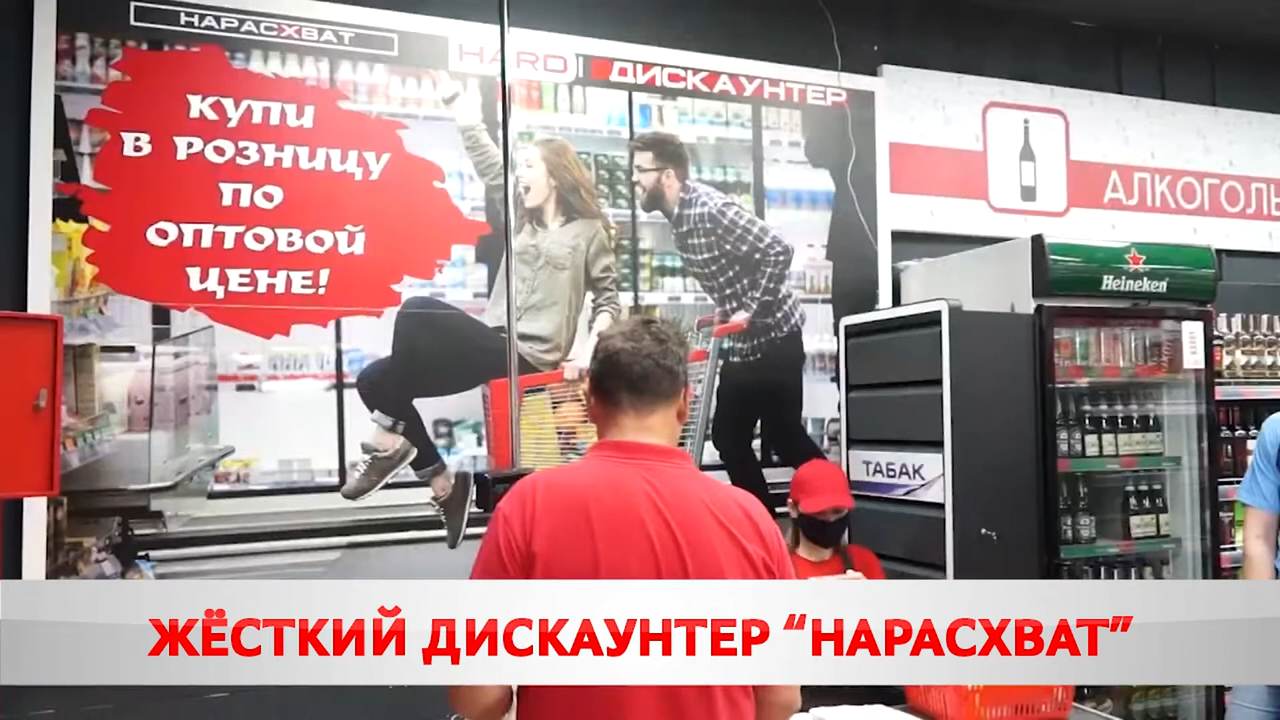 НАРАСХВАТ
HARD ДИСКАУНТЕР
КУПИ
В РОЗНИЦУ
ПО
ОПТОВОЙ
ЦЕНЕ!
АЛКОГОЛЬ
Heineken
ТАБАК
ЖЁСТКИЙ ДИСКАУНТЕР “НАРАСХВАТ”